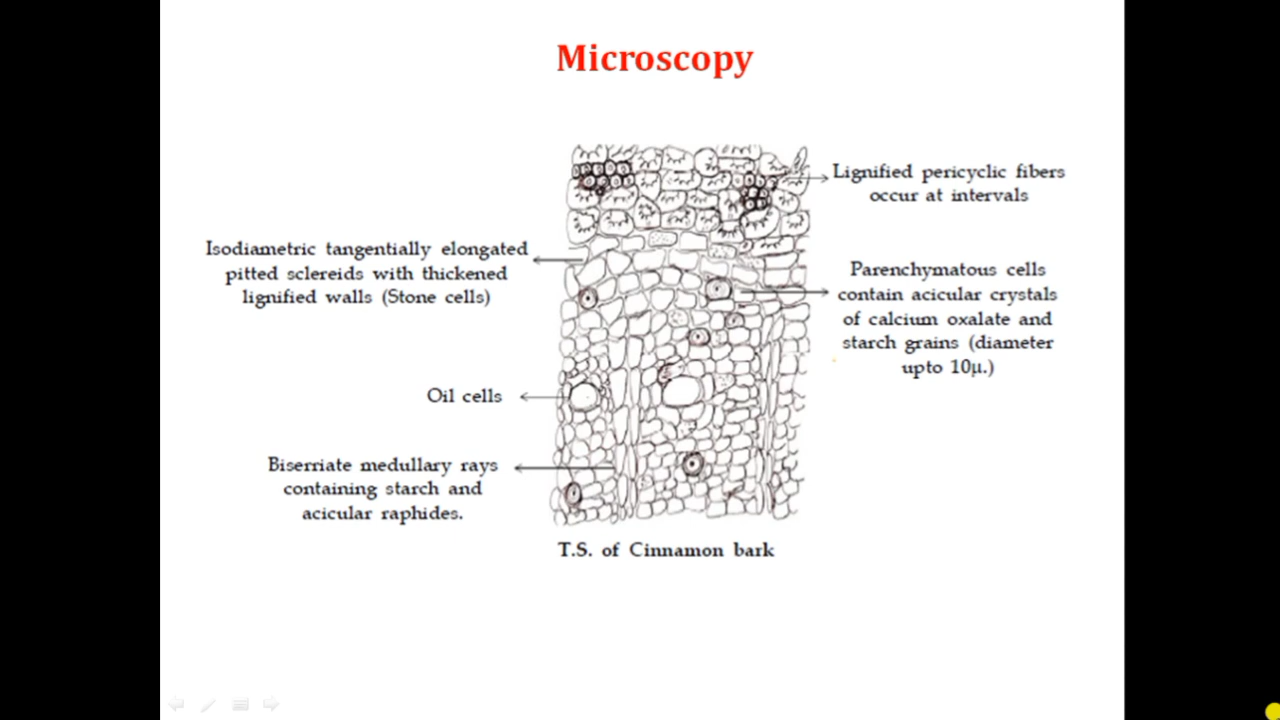 Microscopy
Lignified pericyclic fibers
occur at intervals
Isodiametric tangentially elongated
pitted sclereids with thickened
lignified walls (Stone cells)
Parenchymatous cells
contain acicular crystals
of calcium oxalate and
starch grains (diameter
upto 10μ.)
Oil cells
Biserriate medullary rays
containing starch and
acicular raphides.
T.S. of Cinnamon bark